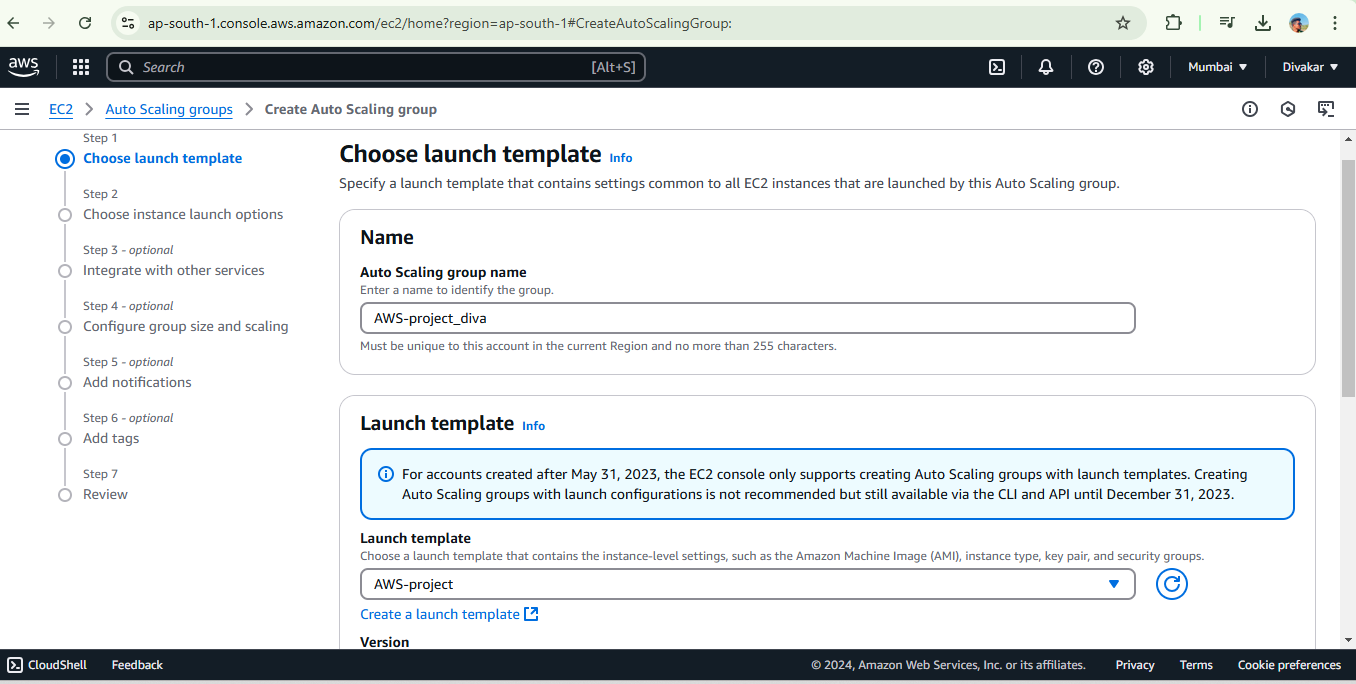 ap-south-1.console.aws.amazon.com/ec2/home?region=ap-south-1#CreateAutoScalingGroup:
aws
Search
[Alt+S]
Mumbai
Divakar
EC2
Auto Scaling groups
Create Auto Scaling group
Step 1
Choose launch template
Step 2
Choose instance launch options
Step 3 - optional
Integrate with other services
Step 4 - optional
Configure group size and scaling
Step 5 - optional
Add notifications
Step 6 - optional
Add tags
Step 7
Review
Choose launch template Info
Specify a launch template that contains settings common to all EC2 instances that are launched by this Auto Scaling group.
Name
Auto Scaling group name
Enter a name to identify the group.
AWS-project_diva
Must be unique to this account in the current Region and no more than 255 characters.
Launch template Info
For accounts created after May 31, 2023, the EC2 console only supports creating Auto Scaling groups with launch templates. Creating
Auto Scaling groups with launch configurations is not recommended but still available via the CLI and API until December 31, 2023.
Launch template
Choose a launch template that contains the instance-level settings, such as the Amazon Machine Image (AMI), instance type, key pair, and security groups.
AWS-project
Create a launch template
Version
CloudShell
Feedback
© 2024, Amazon Web Services, Inc. or its affiliates.
Privacy
Terms
Cookie preferences